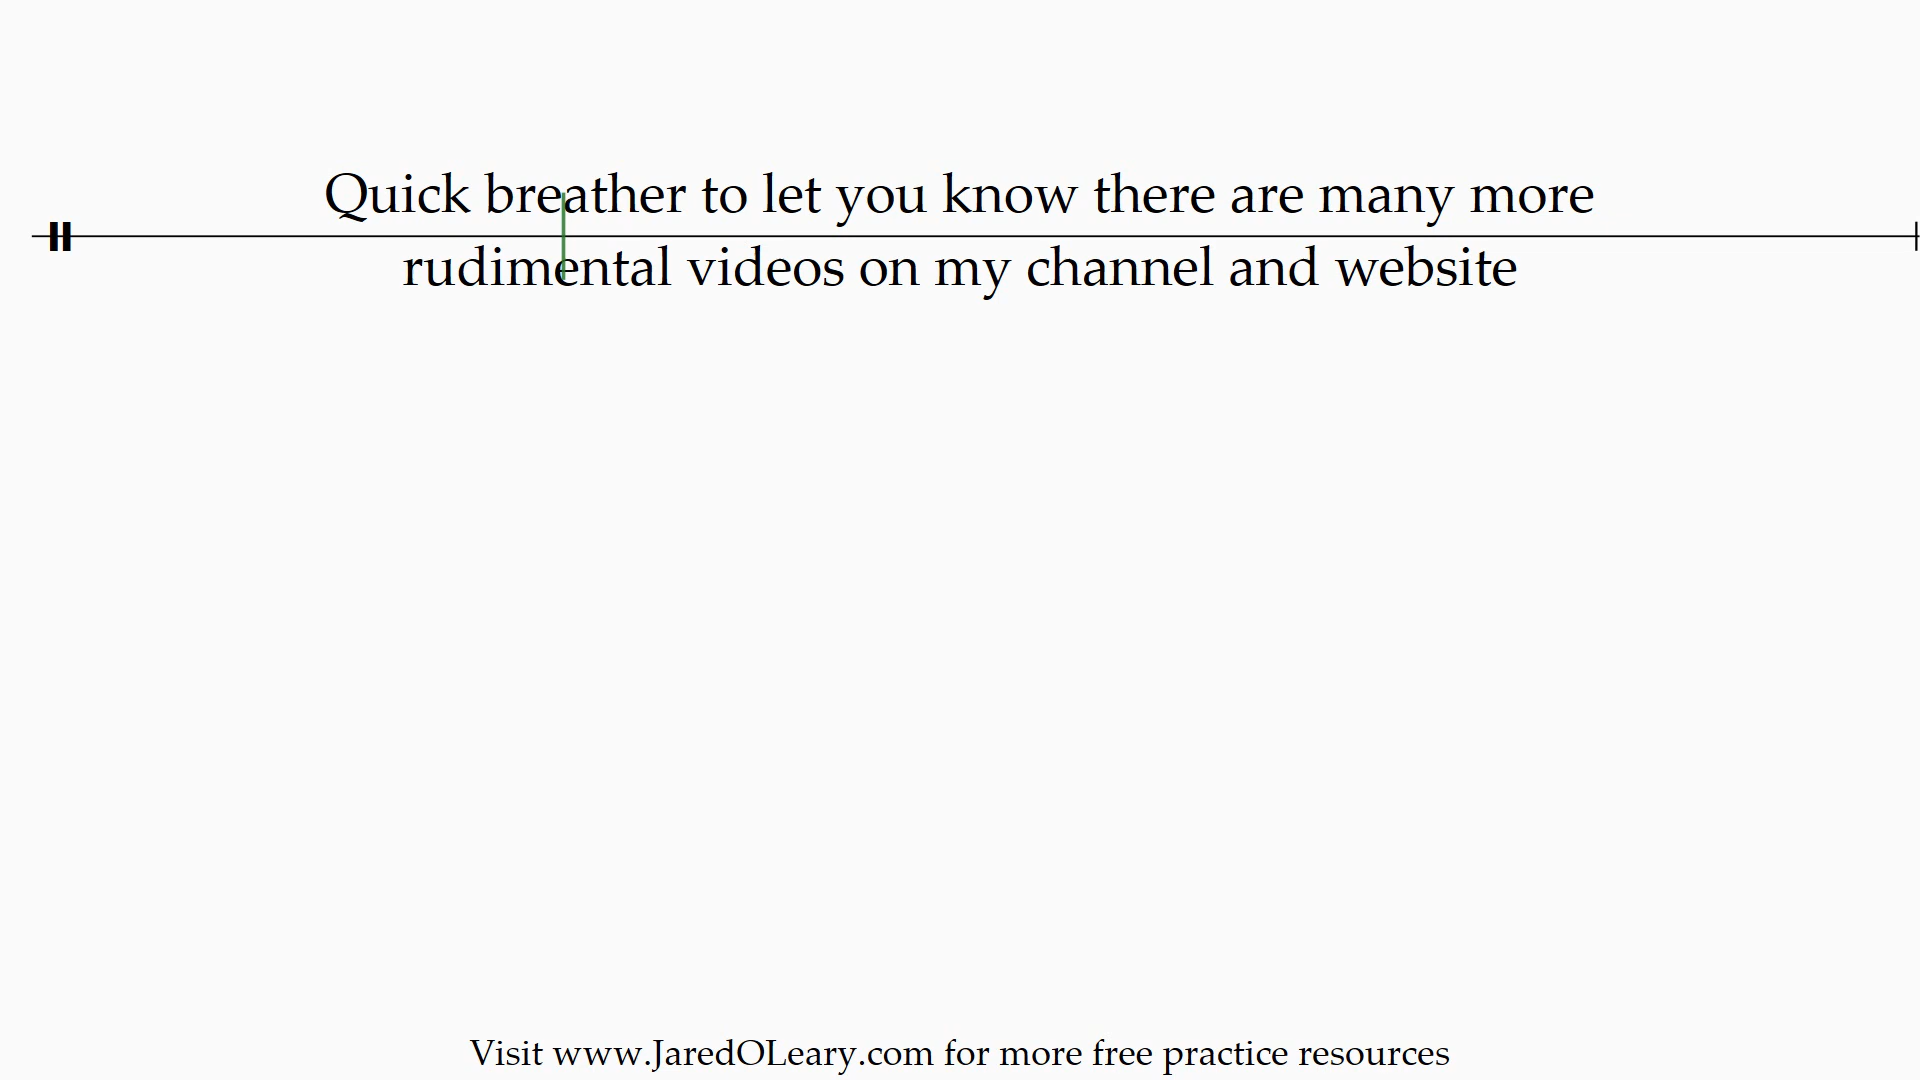 Quick breather to let you know there are many more
rudimental videos on my channel and website
Visit www.JaredOLeary.com for more free practice resources